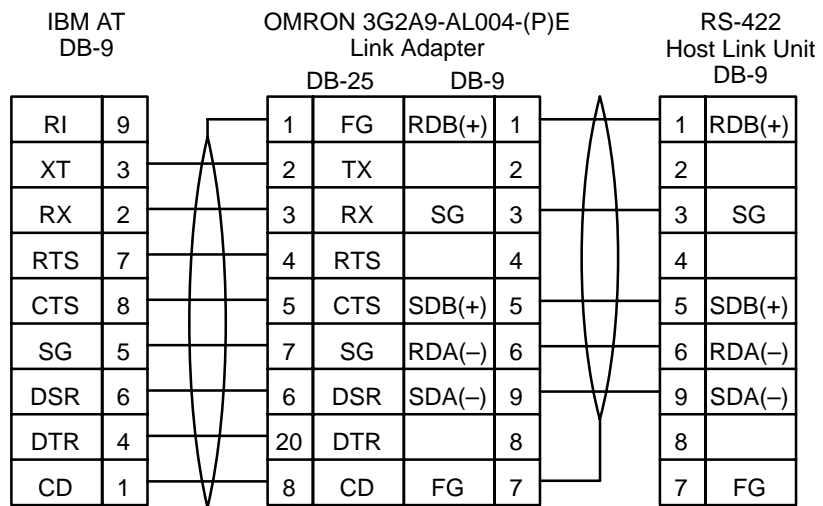 IBM AT
DB-9
OMRON 3G2A9-AL004-(P)E
Link Adapter
DB-25 DB-9
RS-422
Host Link Unit
DB-9
RI 9 1 FG RDB(+) 1 1 RDB(+)
XT 3 2 TX 2 2
RX 2 3 RX SG 3 3 SG
RTS 7 4 RTS 4 4
CTS 8 5 CTS SDB(+) 5 5 SDB(+)
SG 5 7 SG RDA(–) 6 6 RDA(–)
DSR 6 6 DSR SDA(–) 9 9 SDA(–)
DTR 4 20 DTR 8 8
CD 1 8 CD FG 7 7 FG